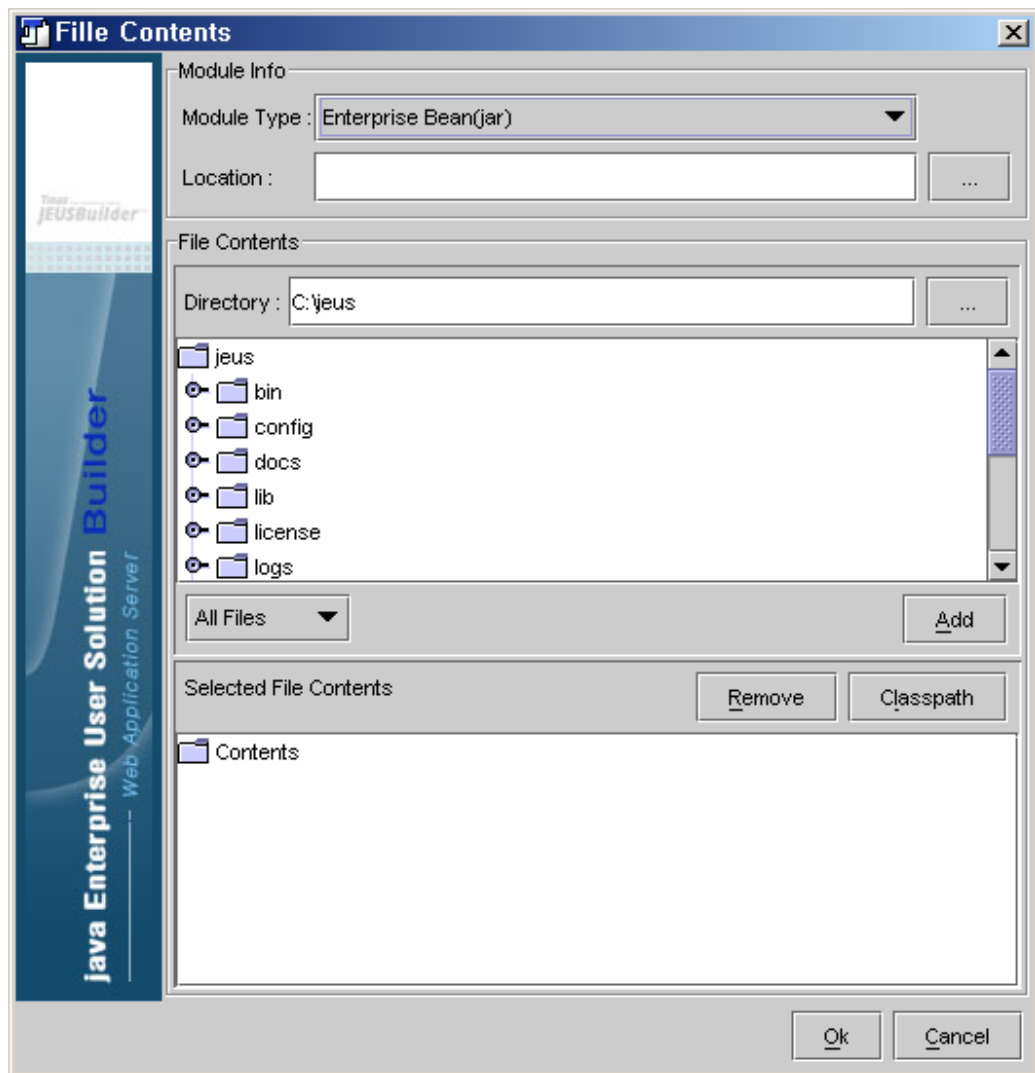 Fille Contents
Module Info
Module Type : Enterprise Bean(jar)
Location :
...
Tmax
JEUSBuilder
File Contents
Directory : C:\jeus
...
jeus
bin
config
docs
lib
license
logs
All Files
Add
Selected File Contents
Remove
Classpath
Contents
java Enterprise User Solution Builder
Web Application Server
Ok
Cancel